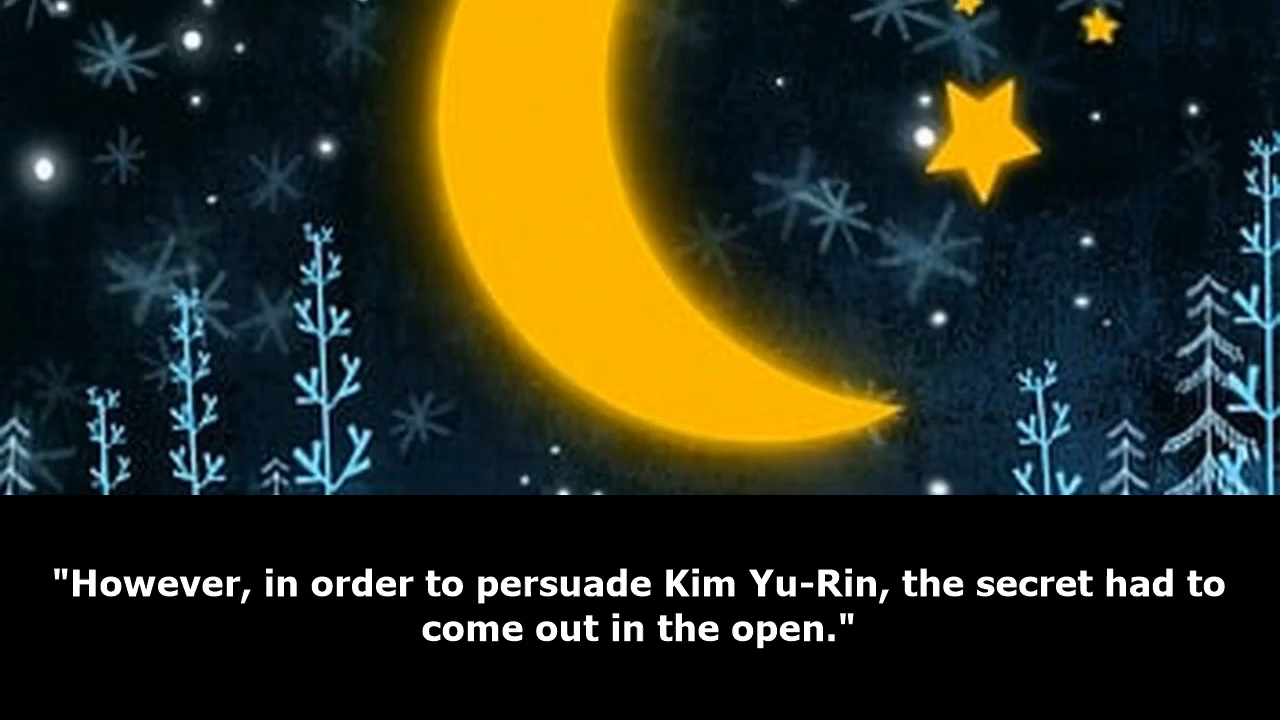 "However, in order to persuade Kim Yu-Rin, the secret had to
come out in the open."